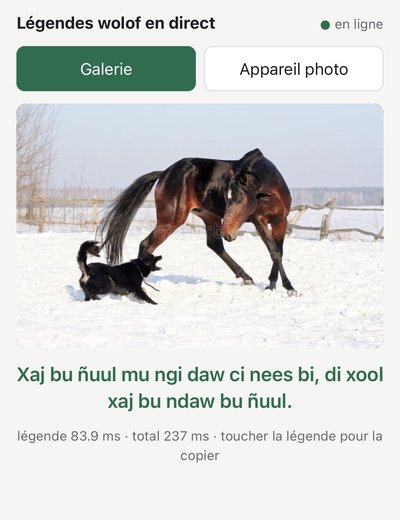 Légendes wolof en direct
en ligne
Galerie
Appareil photo
Xaj bu ñuul mu ngi daw ci nees bi, di xool
xaj bu ndaw bu ñuul.
légende 83.9 ms · total 237 ms · toucher la légende pour la
copier